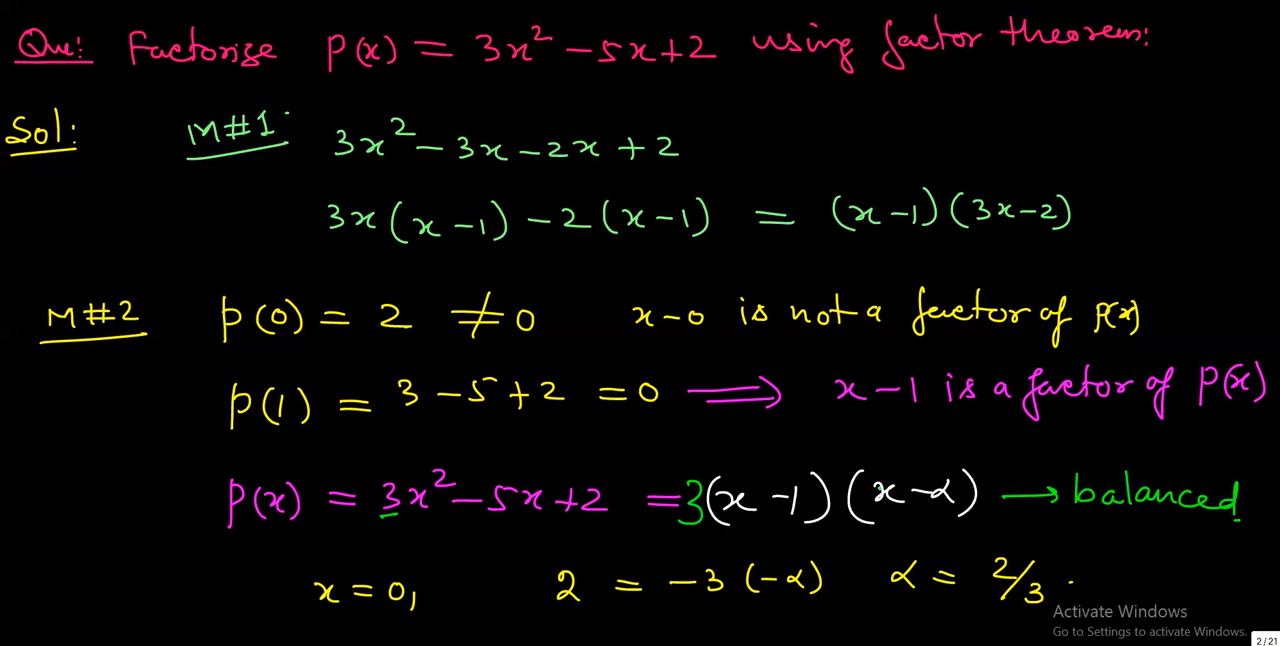 Que: Factorise P(x) = 3x² - 5x + 2 using factor theorem:
Sol: M#1: 3x² - 3x - 2x + 2
3x(x - 1) - 2(x - 1) = (x - 1)(3x - 2)
M#2 p(0) = 2 ≠ 0 x - 0 is not a factor of P(x)
p(1) = 3 - 5 + 2 = 0 ⟹ x - 1 is a factor of P(x)
p(x) = 3x² - 5x + 2 = 3(x - 1)(x - α) → balanced
x = 0, 2 = -3(-α) α = 2/3.
Activate Windows
Go to Settings to activate Windows.
2/21